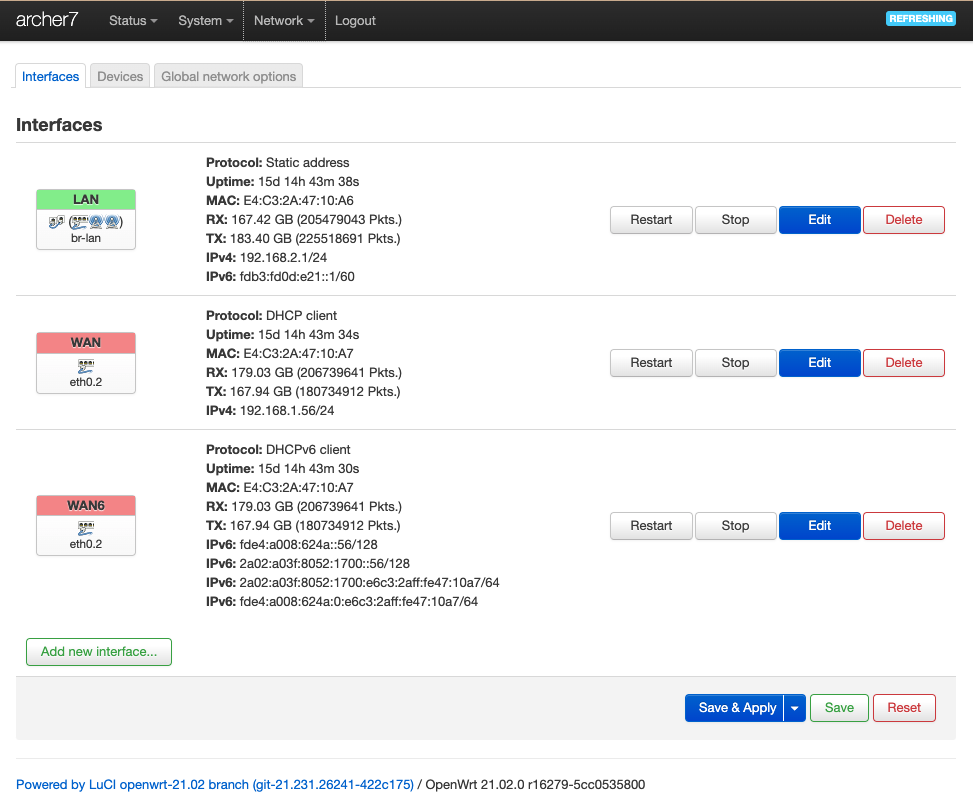 archer7 Status System Network Logout REFRESHING
Interfaces Devices Global network options
Interfaces
LAN
br-lan
Protocol: Static address
Uptime: 15d 14h 43m 38s
MAC: E4:C3:2A:47:10:A6
RX: 167.42 GB (205479043 Pkts.)
TX: 183.40 GB (225518691 Pkts.)
IPv4: 192.168.2.1/24
IPv6: fdb3:fd0d:e21::1/60
Restart Stop Edit Delete
WAN
eth0.2
Protocol: DHCP client
Uptime: 15d 14h 43m 34s
MAC: E4:C3:2A:47:10:A7
RX: 179.03 GB (206739641 Pkts.)
TX: 167.94 GB (180734912 Pkts.)
IPv4: 192.168.1.56/24
Restart Stop Edit Delete
WAN6
eth0.2
Protocol: DHCPv6 client
Uptime: 15d 14h 43m 30s
MAC: E4:C3:2A:47:10:A7
RX: 179.03 GB (206739641 Pkts.)
TX: 167.94 GB (180734912 Pkts.)
IPv6: fde4:a008:624a::56/128
IPv6: 2a02:a03f:8052:1700::56/128
IPv6: 2a02:a03f:8052:1700:e6c3:2aff:fe47:10a7/64
IPv6: fde4:a008:624a:0:e6c3:2aff:fe47:10a7/64
Restart Stop Edit Delete
Add new interface...
Save & Apply Save Reset
Powered by LuCI openwrt-21.02 branch (git-21.231.26241-422c175) / OpenWrt 21.02.0 r16279-5cc0535800